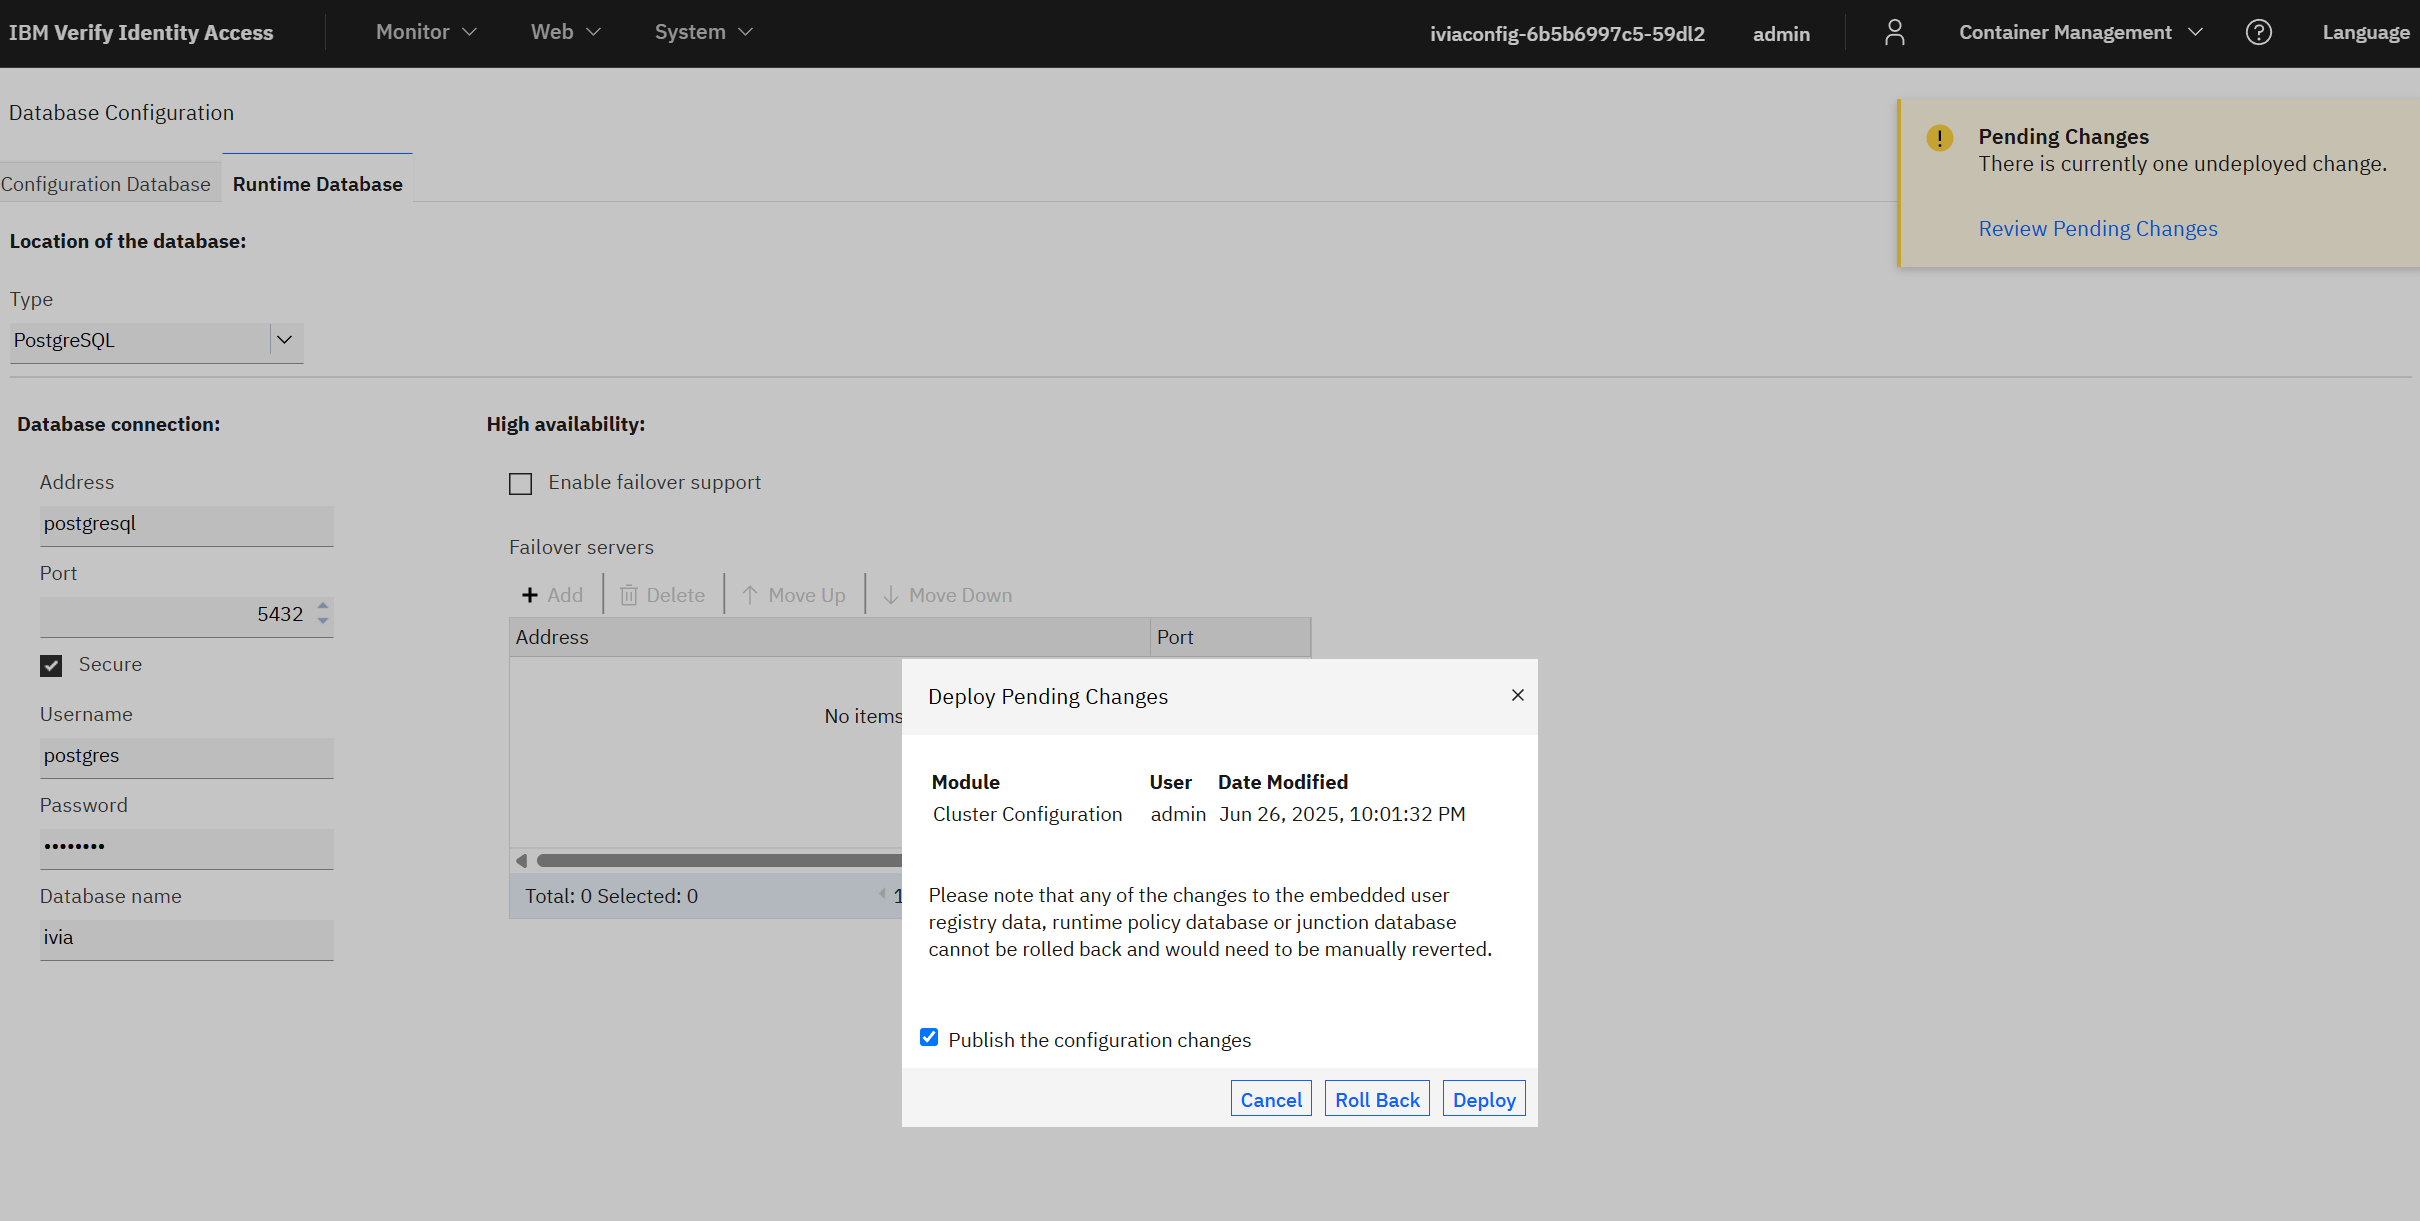 IBM Verify Identity Access
Monitor
Web
System
iviaconfig-6b5b6997c5-59dl2
admin
Container Management
Language
Database Configuration
Pending Changes
There is currently one undeployed change.
Review Pending Changes
Configuration Database
Runtime Database
Location of the database:
Type
PostgreSQL
Database connection:
High availability:
Address
postgresql
Port
5432
Secure
Username
postgres
Password
••••••••
Database name
ivia
Enable failover support
Failover servers
Add
Delete
Move Up
Move Down
Address
Port
No items
Total: 0 Selected: 0
1
Deploy Pending Changes
Module User Date Modified
Cluster Configuration admin Jun 26, 2025, 10:01:32 PM
Please note that any of the changes to the embedded user
registry data, runtime policy database or junction database
cannot be rolled back and would need to be manually reverted.
Publish the configuration changes
Cancel
Roll Back
Deploy